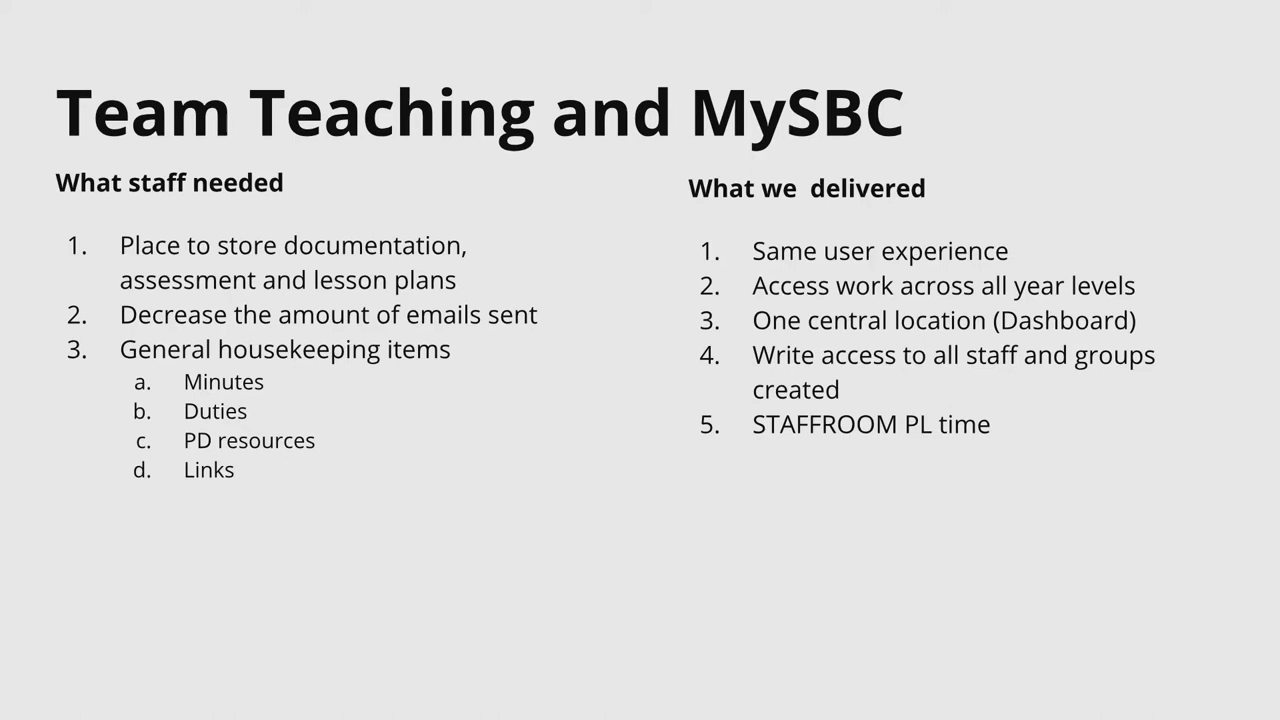 Team Teaching and MySBC
What staff needed
1. Place to store documentation,
assessment and lesson plans
2. Decrease the amount of emails sent
3. General housekeeping items
a. Minutes
b. Duties
c. PD resources
d. Links
What we  delivered
1. Same user experience
2. Access work across all year levels
3. One central location (Dashboard)
4. Write access to all staff and groups
created
5. STAFFROOM PL time